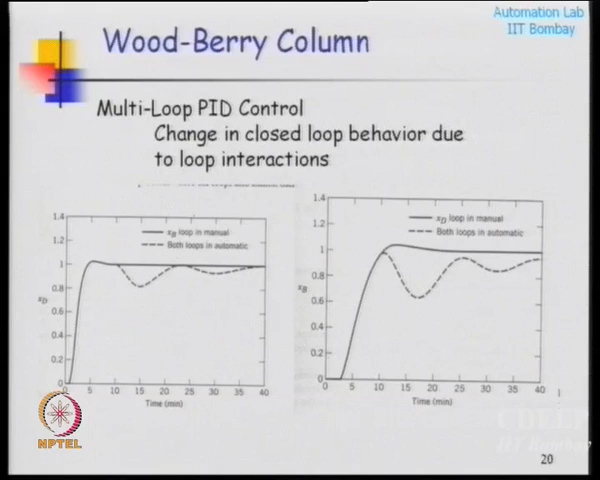 Automation Lab
IIT Bombay
Wood-Berry Column
Multi-Loop PID Control
Change in closed loop behavior due
to loop interactions
1.4
1.2
1
0.8
0.6
0.4
0.2
0
xD
xB loop in manual
Both loops in automatic
5 10 15 20 25 30 35 40
Time (min)
1.4
1.2
1
0.8
0.6
0.4
0.2
0
xB
xD loop in manual
Both loops in automatic
0 5 10 15 20 25 30 35 40
Time (min)
NPTEL
IIT Bombay
20